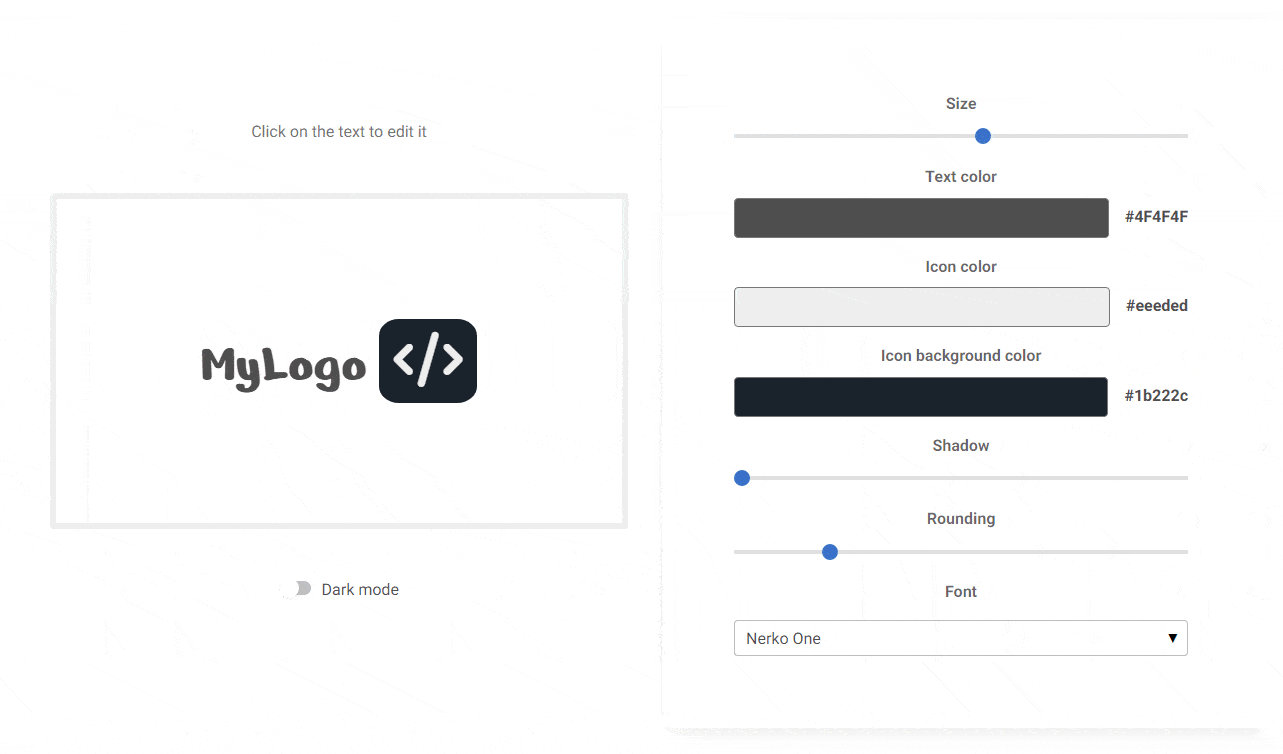 Click on the text to edit it
MyLogo </>
Dark mode
Size
Text color
#4F4F4F
Icon color
#eeeded
Icon background color
#1b222c
Shadow
Rounding
Font
Nerko One